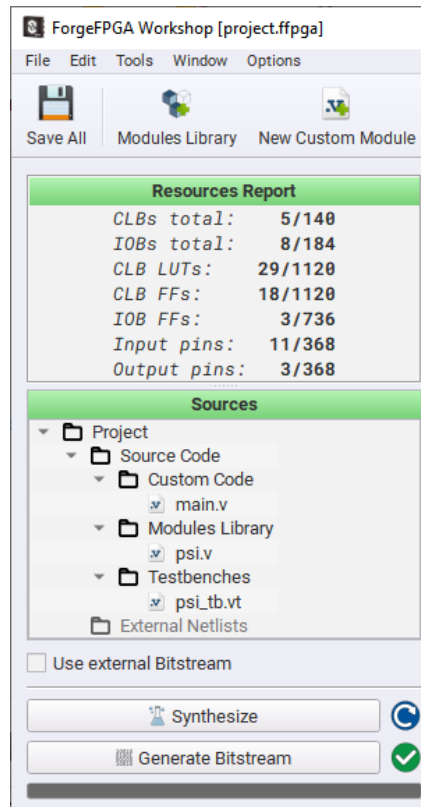 ForgeFPGA Workshop [project.ffpga]
File Edit Tools Window Options
Save All Modules Library New Custom Module
Resources Report
CLBs total: 5/140
IOBs total: 8/184
CLB LUTs: 29/1120
CLB FFs: 18/1120
IOB FFs: 3/736
Input pins: 11/368
Output pins: 3/368
Sources
Project
Source Code
Custom Code
.v main.v
Modules Library
.v psi.v
Testbenches
.v psi_tb.vt
External Netlists
Use external Bitstream
Synthesize
Generate Bitstream